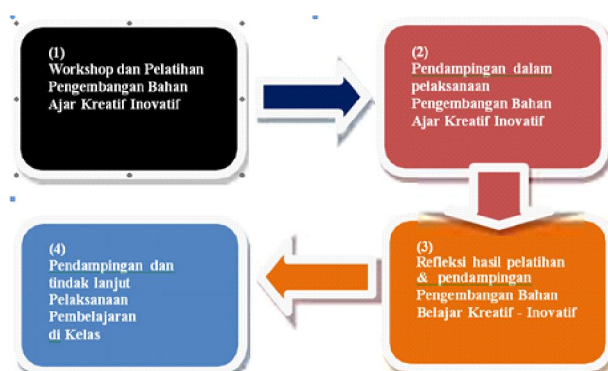 (1)
Workshop dan Pelatihan
Pengembangan Bahan
Ajar Kreatif Inovatif
(2)
Pendampingan dalam
pelaksanaan
Pengembangan Bahan
Ajar Kreatif Inovatif
(3)
Refleksi hasil pelatihan
& pendampingan
Pengembangan Bahan
Belajar Kreatif - Inovatif
(4)
Pendampingan dan
tindak lanjut
Pelaksanaan
Pembelajaran
di Kelas